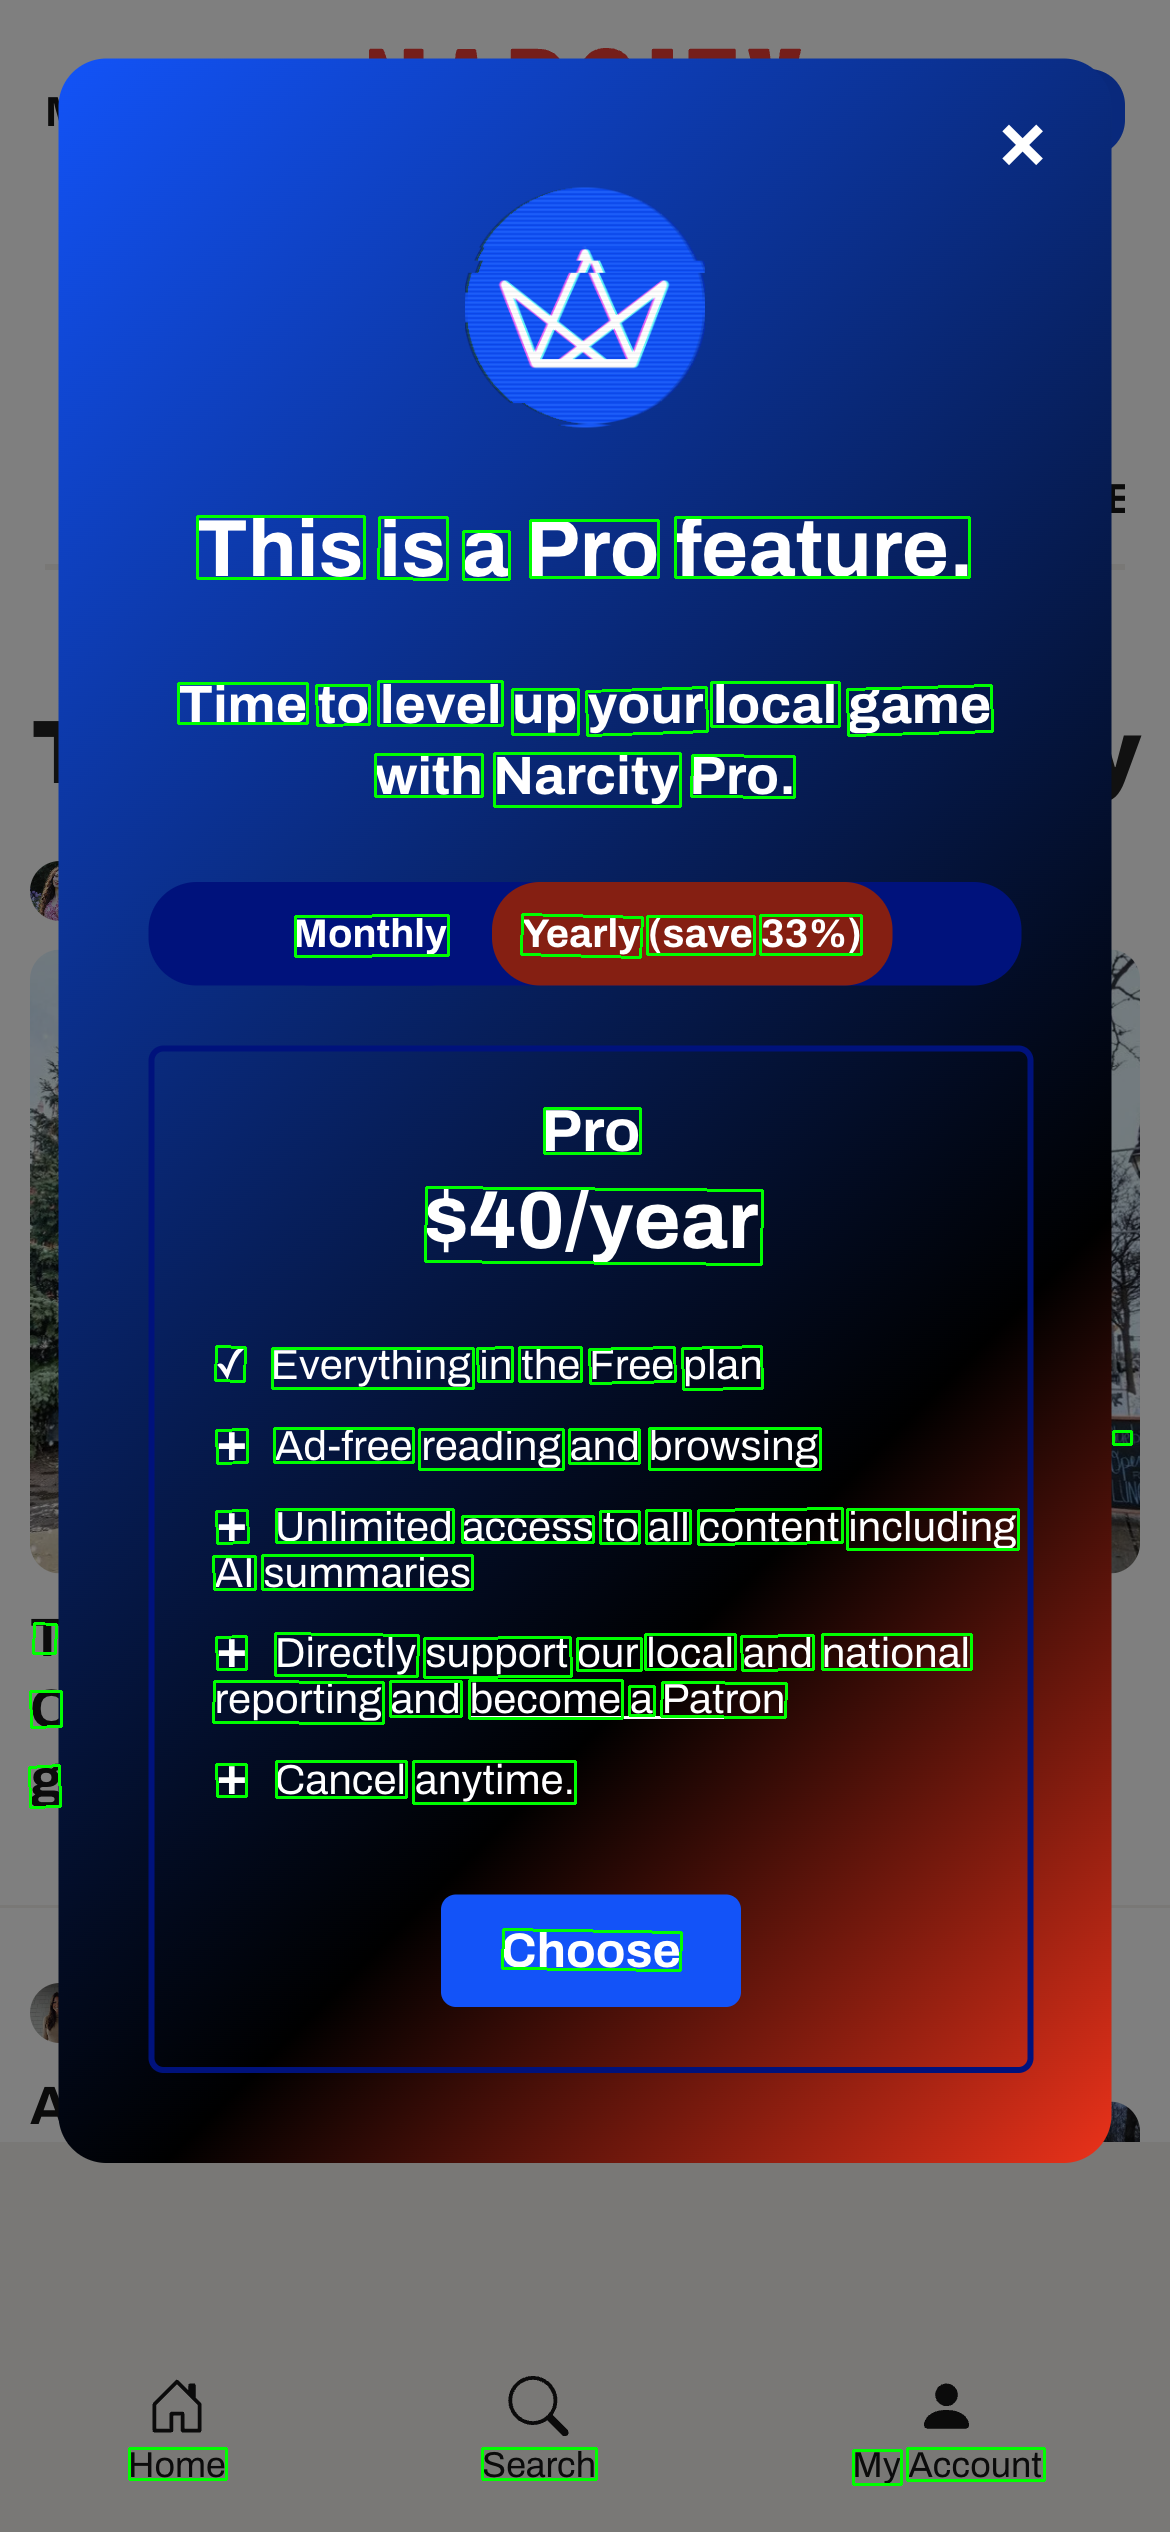 This is a Pro feature.
Time to level up your local game
with Narcity Pro.
Monthly Yearly (save 33%)
Pro
$40/year
✓ Everything in the Free plan
+ Ad-free reading and browsing
+ Unlimited access to all content including
AI summaries
+ Directly support our local and national
reporting and become a Patron
+ Cancel anytime.
Choose
Home Search My Account